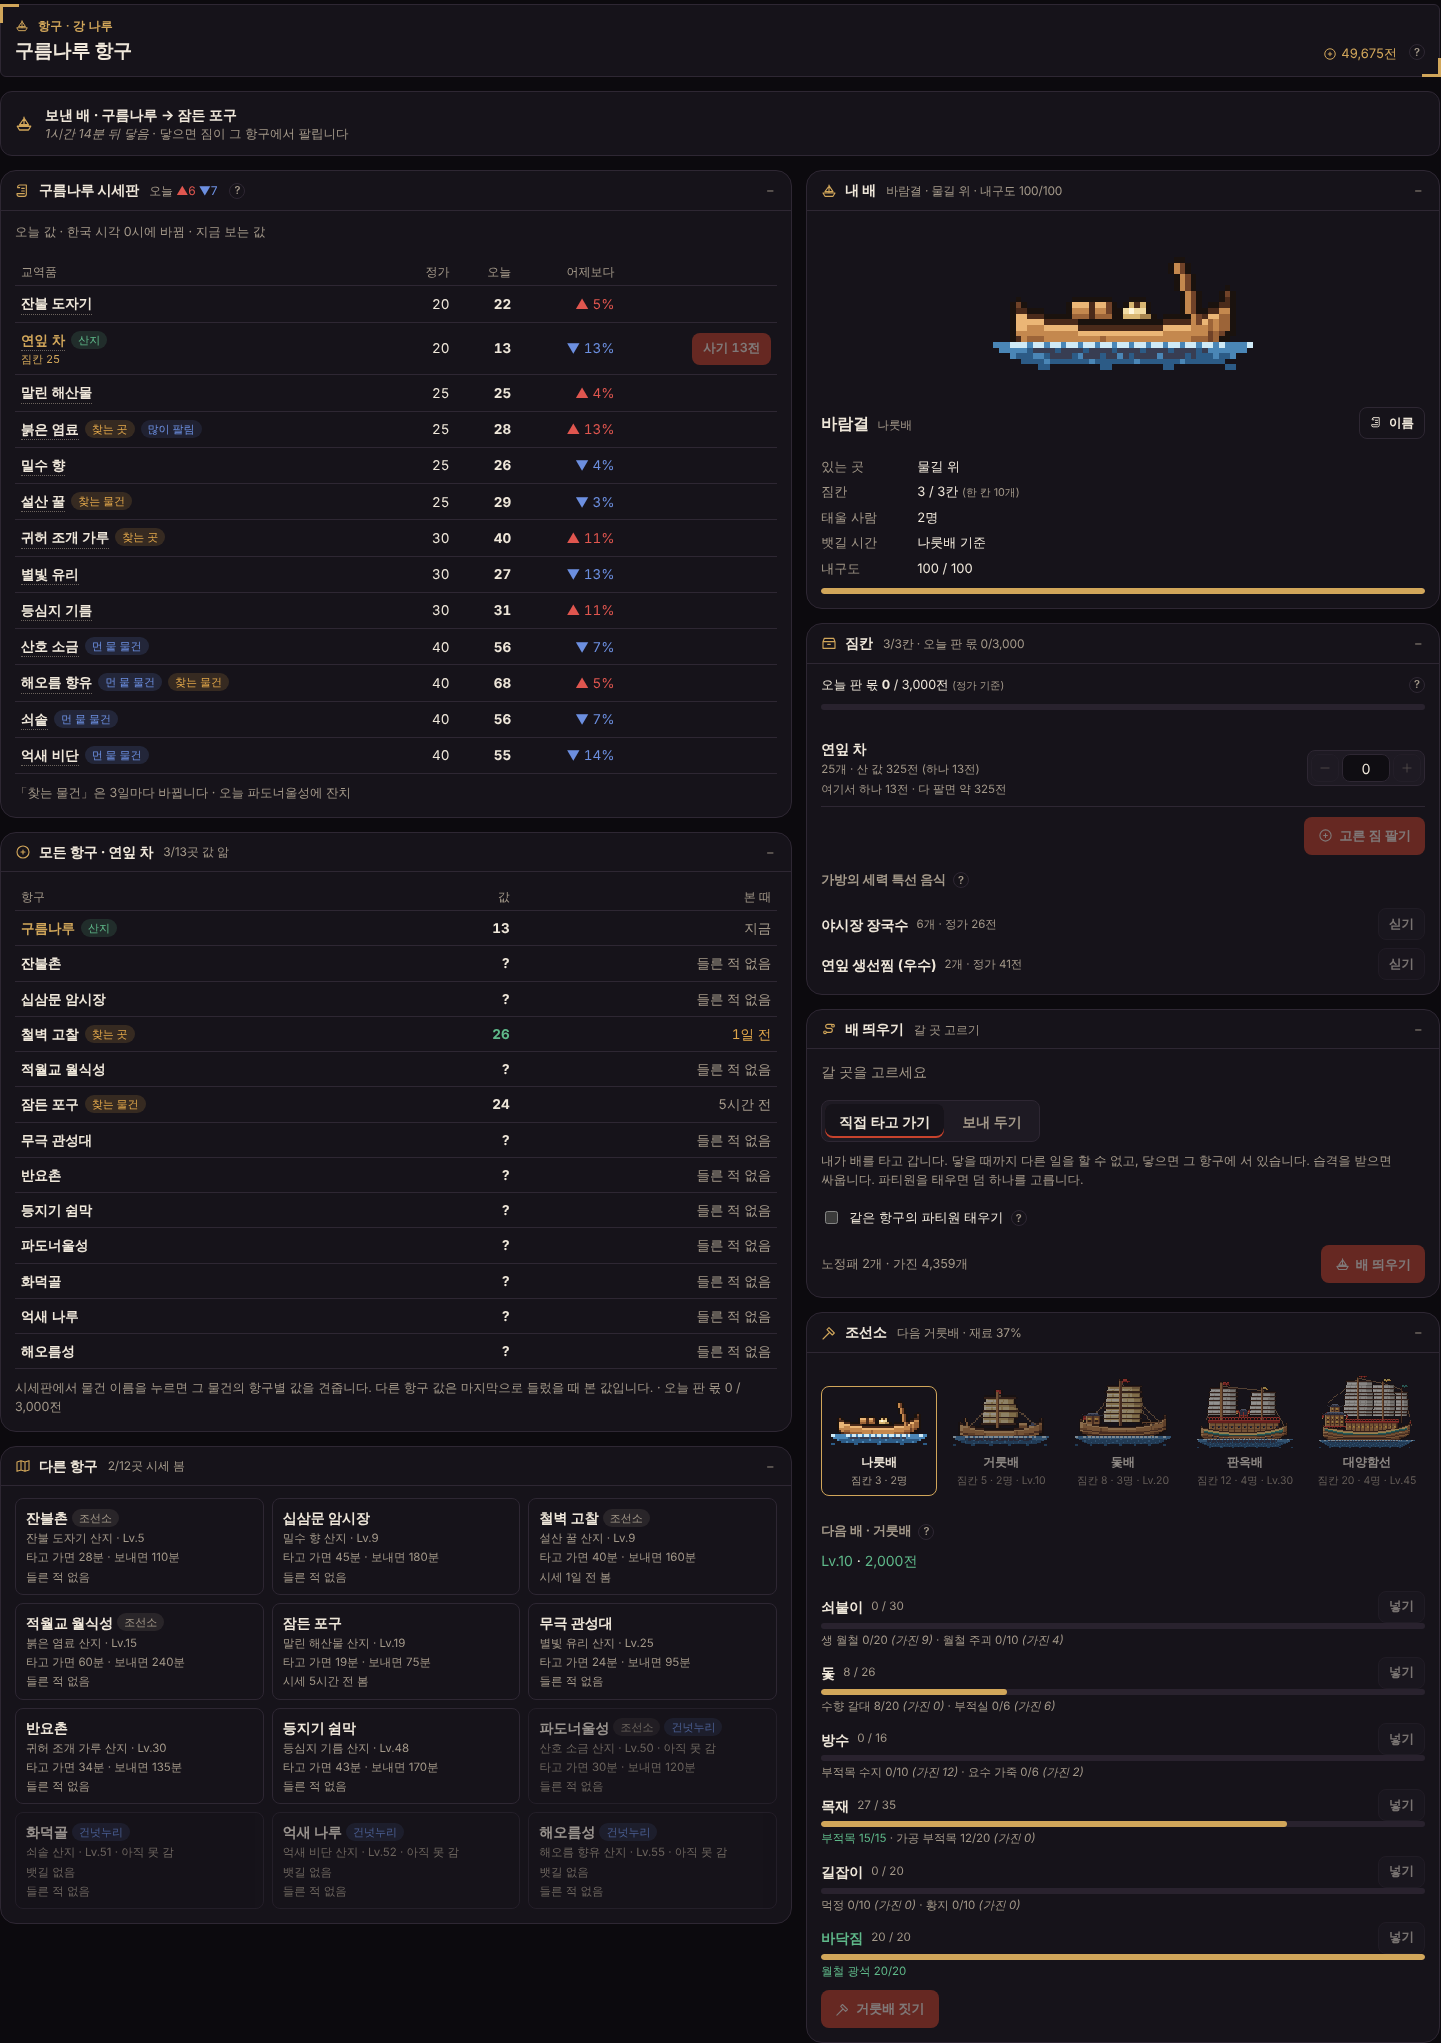 항구 · 강 나루
구름나루 항구
49,675전 ?
보낸 배 · 구름나루 → 잠든 포구
1시간 14분 뒤 닿음 · 닿으면 짐이 그 항구에서 팔립니다
구름나루 시세판 오늘 ▲6 ▼7 ? –
오늘 값 · 한국 시각 0시에 바뀜 · 지금 보는 값
교역품 정가 오늘 어제보다
잔불 도자기 20 22 ▲ 5%
연잎 차 산지 20 13 ▼ 13% 사기 13전
짐칸 25
말린 해산물 25 25 ▲ 4%
붉은 염료 찾는 곳 많이 팔림 25 28 ▲ 13%
밀수 향 25 26 ▼ 4%
설산 꿀 찾는 물건 25 29 ▼ 3%
귀허 조개 가루 찾는 곳 30 40 ▲ 11%
별빛 유리 30 27 ▼ 13%
등심지 기름 30 31 ▲ 11%
산호 소금 먼 뭍 물건 40 56 ▼ 7%
해오름 향유 먼 뭍 물건 찾는 물건 40 68 ▲ 5%
쇠솥 먼 뭍 물건 40 56 ▼ 7%
억새 비단 먼 뭍 물건 40 55 ▼ 14%
「찾는 물건」은 3일마다 바뀝니다 · 오늘 파도너울성에 잔치
모든 항구 · 연잎 차 3/13곳 값 앎 –
항구 값 본 때
구름나루 산지 13 지금
잔불촌 ? 들른 적 없음
십삼문 암시장 ? 들른 적 없음
철벽 고찰 찾는 곳 26 1일 전
적월교 월식성 ? 들른 적 없음
잠든 포구 찾는 물건 24 5시간 전
무극 관성대 ? 들른 적 없음
반요촌 ? 들른 적 없음
등지기 쉼막 ? 들른 적 없음
파도너울성 ? 들른 적 없음
화덕골 ? 들른 적 없음
억새 나루 ? 들른 적 없음
해오름성 ? 들른 적 없음
시세판에서 물건 이름을 누르면 그 물건의 항구별 값을 견줍니다. 다른 항구 값은 마지막으로 들렀을 때 본 값입니다. · 오늘 판 몫 0 /
3,000전
다른 항구 2/12곳 시세 봄 –
잔불촌 조선소
잔불 도자기 산지 · Lv.5
타고 가면 28분 · 보내면 110분
들른 적 없음
십삼문 암시장
밀수 향 산지 · Lv.9
타고 가면 45분 · 보내면 180분
들른 적 없음
철벽 고찰 조선소
설산 꿀 산지 · Lv.9
타고 가면 40분 · 보내면 160분
시세 1일 전 봄
적월교 월식성 조선소
붉은 염료 산지 · Lv.15
타고 가면 60분 · 보내면 240분
들른 적 없음
잠든 포구
말린 해산물 산지 · Lv.19
타고 가면 19분 · 보내면 75분
시세 5시간 전 봄
무극 관성대
별빛 유리 산지 · Lv.25
타고 가면 24분 · 보내면 95분
들른 적 없음
반요촌
귀허 조개 가루 산지 · Lv.30
타고 가면 34분 · 보내면 135분
들른 적 없음
등지기 쉼막
등심지 기름 산지 · Lv.48
타고 가면 43분 · 보내면 170분
들른 적 없음
파도너울성 조선소 건넛누리
산호 소금 산지 · Lv.50 · 아직 못 감
타고 가면 30분 · 보내면 120분
들른 적 없음
화덕골 건넛누리
쇠솥 산지 · Lv.51 · 아직 못 감
뱃길 없음
들른 적 없음
억새 나루 건넛누리
억새 비단 산지 · Lv.52 · 아직 못 감
뱃길 없음
들른 적 없음
해오름성 건넛누리
해오름 향유 산지 · Lv.55 · 아직 못 감
뱃길 없음
들른 적 없음
내 배 바람결 · 물길 위 · 내구도 100/100 –
바람결 나룻배 이름
있는 곳 물길 위
짐칸 3 / 3칸 (한 칸 10개)
태울 사람 2명
뱃길 시간 나룻배 기준
내구도 100 / 100
짐칸 3/3칸 · 오늘 판 몫 0/3,000 –
오늘 판 몫 0 / 3,000전 (정가 기준) ?
연잎 차
25개 · 산 값 325전 (하나 13전)
여기서 하나 13전 · 다 팔면 약 325전
− 0 +
고른 짐 팔기
가방의 세력 특선 음식 ?
야시장 장국수 6개 · 정가 26전 싣기
연잎 생선찜 (우수) 2개 · 정가 41전 싣기
배 띄우기 갈 곳 고르기 –
갈 곳을 고르세요
직접 타고 가기 보내 두기
내가 배를 타고 갑니다. 닿을 때까지 다른 일을 할 수 없고, 닿으면 그 항구에 서 있습니다. 습격을 받으면
싸웁니다. 파티원을 태우면 덤 하나를 고릅니다.
같은 항구의 파티원 태우기 ?
노정패 2개 · 가진 4,359개 배 띄우기
조선소 다음 거룻배 · 재료 37% –
나룻배
짐칸 3 · 2명
거룻배
짐칸 5 · 2명 · Lv.10
돛배
짐칸 8 · 3명 · Lv.20
판옥배
짐칸 12 · 4명 · Lv.30
대양함선
짐칸 20 · 4명 · Lv.45
다음 배 · 거룻배 ?
Lv.10 · 2,000전
쇠붙이 0 / 30 넣기
생 월철 0/20 (가진 9) · 월철 주괴 0/10 (가진 4)
돛 8 / 26 넣기
수향 갈대 8/20 (가진 0) · 부적실 0/6 (가진 6)
방수 0 / 16 넣기
부적목 수지 0/10 (가진 12) · 요수 가죽 0/6 (가진 2)
목재 27 / 35 넣기
부적목 15/15 · 가공 부적목 12/20 (가진 0)
길잡이 0 / 20 넣기
먹정 0/10 (가진 0) · 황지 0/10 (가진 0)
바닥짐 20 / 20 넣기
월철 광석 20/20
거룻배 짓기